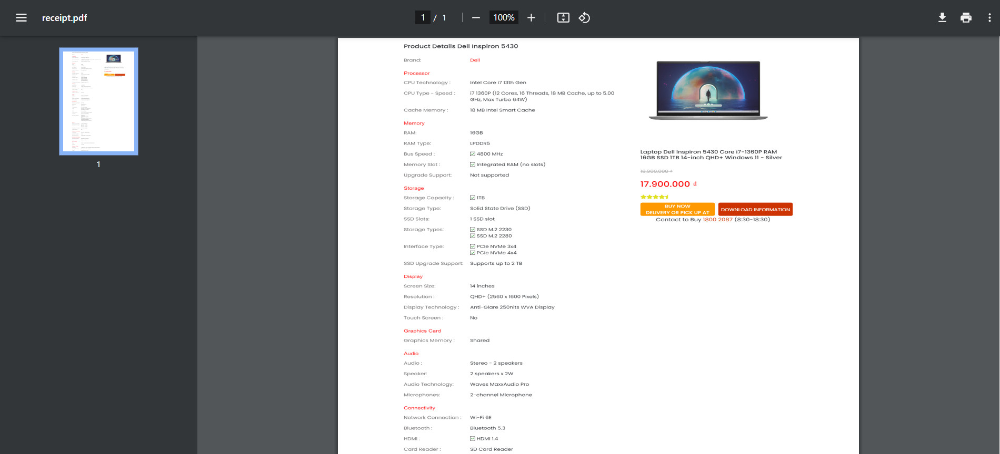 receipt.pdf
1 / 1
100%
1
Product Details Dell Inspiron 5430
Brand: Dell
Processor
CPU Technology : Intel Core i7 13th Gen
CPU Type - Speed : i7 1360P (12 Cores, 16 Threads, 18 MB Cache, up to 5.00
GHz, Max Turbo 64W)
Cache Memory : 18 MB Intel Smart Cache
Memory
RAM: 16GB
RAM Type: LPDDR5
Bus Speed : 4800 MHz
Memory Slot : Integrated RAM (no slots)
Upgrade Support: Not supported
Storage
Storage Capacity : 1TB
Storage Type: Solid State Drive (SSD)
SSD Slots: 1 SSD slot
Storage Types: SSD M.2 2230
SSD M.2 2280
Interface Type: PCIe NVMe 3x4
PCIe NVMe 4x4
SSD Upgrade Support: Supports up to 2 TB
Display
Screen Size: 14 inches
Resolution : QHD+ (2560 x 1600 Pixels)
Display Technology : Anti-Glare 250nits WVA Display
Touch Screen : No
Graphics Card
Graphics Memory : Shared
Audio
Audio : Stereo - 2 speakers
Speaker: 2 speakers x 2W
Audio Technology: Waves MaxxAudio Pro
Microphones: 2-channel Microphone
Connectivity
Network Connection : Wi-Fi 6E
Bluetooth : Bluetooth 5.3
HDMI : HDMI 1.4
Card Reader : SD Card Reader
Laptop Dell Inspiron 5430 Core i7-1360P RAM
16GB SSD 1TB 14-inch QHD+ Windows 11 - Silver
18.900.000 ₫
17.900.000 ₫
BUY NOW
DELIVERY OR PICK UP AT
DOWNLOAD INFORMATION
Contact to Buy 1800 2087 (8:30-18:30)